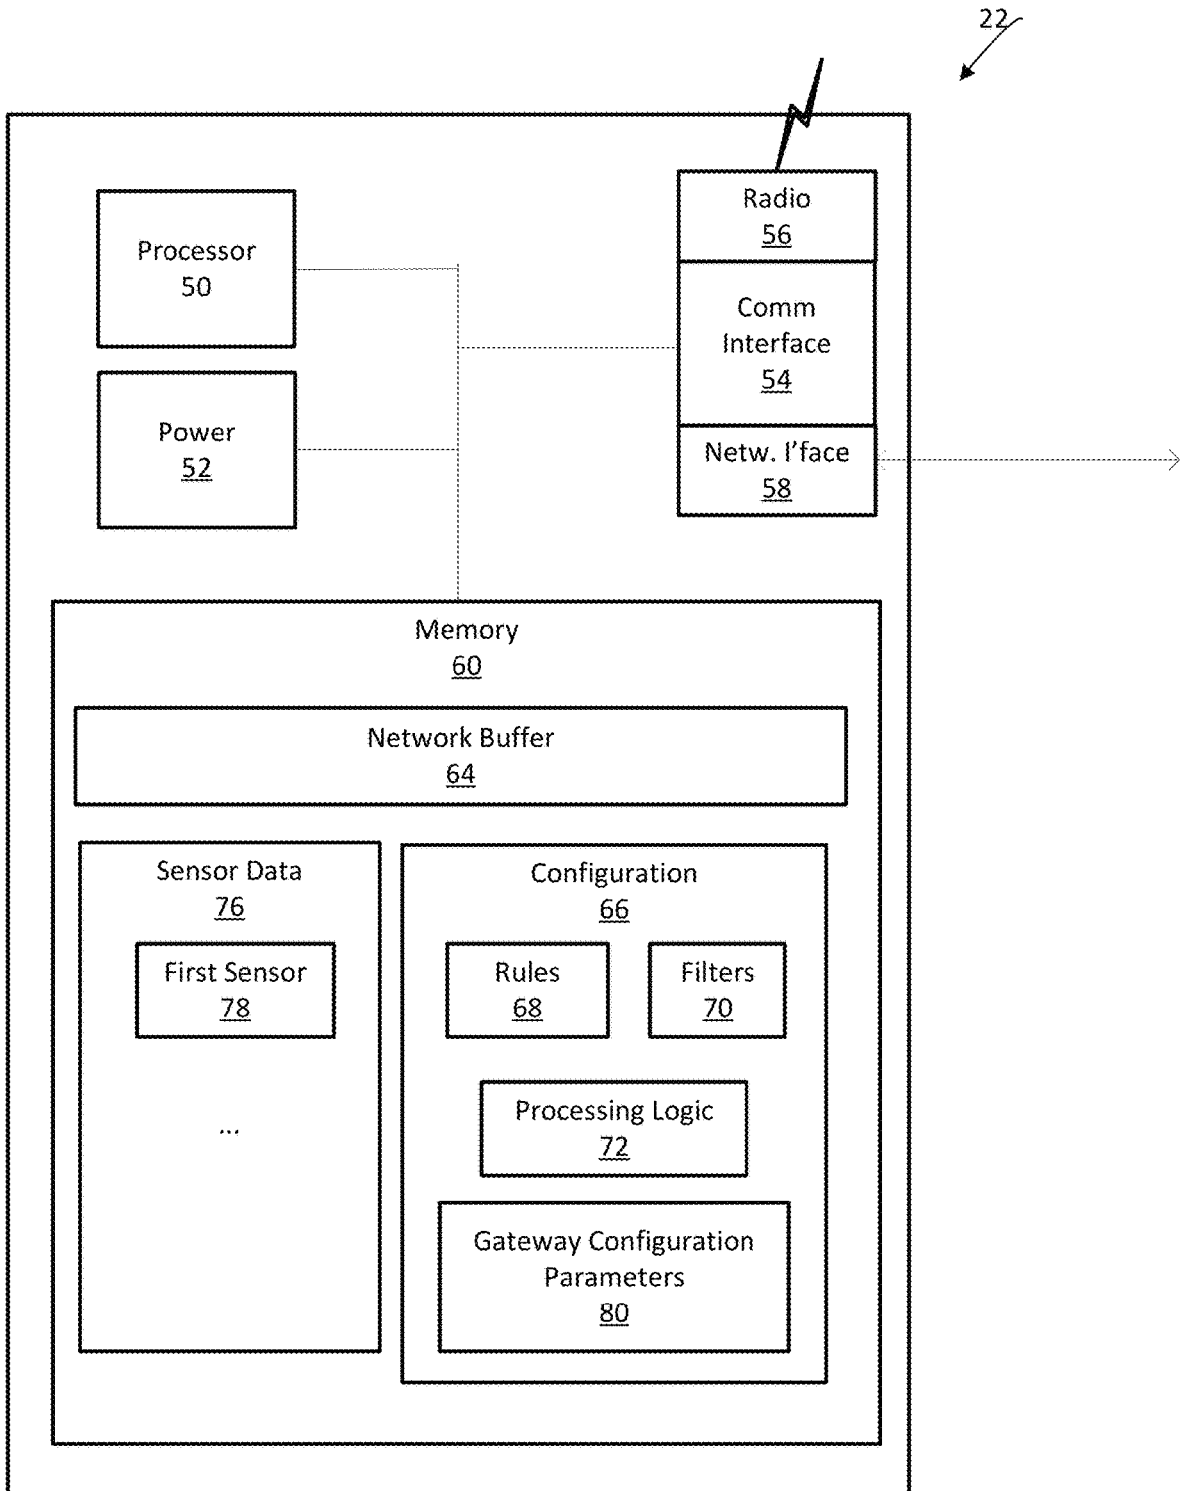 22
Radio
56
Processor
50
Comm
Interface
54
Power
52
Netw. I'face
58
Memory
60
Network Buffer
64
Sensor Data
76
First Sensor
78
...
Configuration
66
Rules
68
Filters
70
Processing Logic
72
Gateway Configuration
Parameters
80